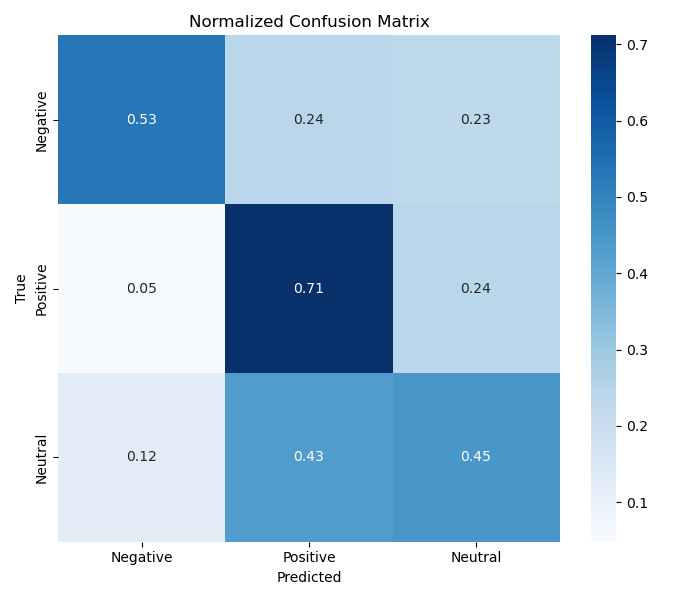 Normalized Confusion Matrix
Negative
0.53 0.24 0.23
True
Positive
0.05 0.71 0.24
Neutral
0.12 0.43 0.45
Negative Positive Neutral
Predicted
0.7
0.6
0.5
0.4
0.3
0.2
0.1